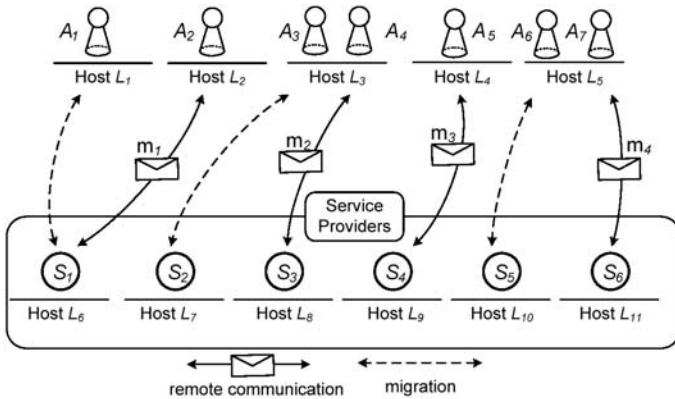 A1 A2 A3 A4 A5 A6 A7
Host L1 Host L2 Host L3 Host L4 Host L5
m1 m2 m3 m4
Service
Providers
S1 S2 S3 S4 S5 S6
Host L6 Host L7 Host L8 Host L9 Host L10 Host L11
remote communication migration